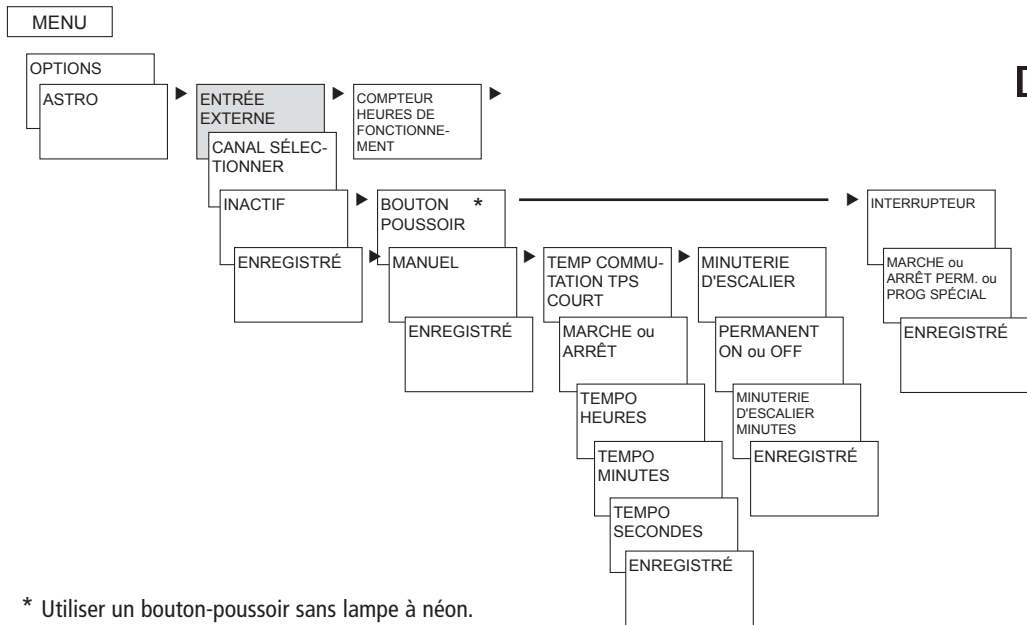 MENU
OPTIONS
ASTRO
ENTRÉE
EXTERNE
COMPTEUR
HEURES DE
FONCTIONNE-
MENT
CANAL SÉLEC-
TIONNER
INACTIF
BOUTON *
POUSSOIR
INTERRUPTEUR
ENREGISTRÉ
MANUEL
TEMP COMMU-
TATION TPS
COURT
MINUTERIE
D'ESCALIER
MARCHE ou
ARRÊT PERM. ou
PROG SPÉCIAL
ENREGISTRÉ
MARCHE ou
ARRÊT
PERMANENT
ON ou OFF
ENREGISTRÉ
TEMPO
HEURES
MINUTERIE
D'ESCALIER
MINUTES
TEMPO
MINUTES
ENREGISTRÉ
TEMPO
SECONDES
ENREGISTRÉ
* Utiliser un bouton-poussoir sans lampe à néon.